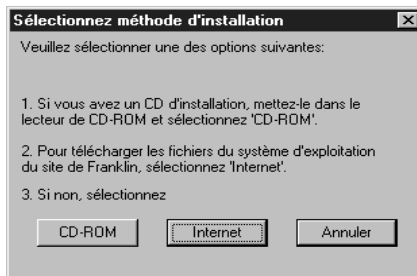 Sélectionnez méthode d'installation
Veuillez sélectionner une des options suivantes:
1. Si vous avez un CD d'installation, mettez-le dans le
lecteur de CD-ROM et sélectionnez 'CD-ROM'.
2. Pour télécharger les fichiers du système d'exploitation
du site de Franklin, sélectionnez 'Internet'.
3. Si non, sélectionnez
CD-ROM Internet Annuler